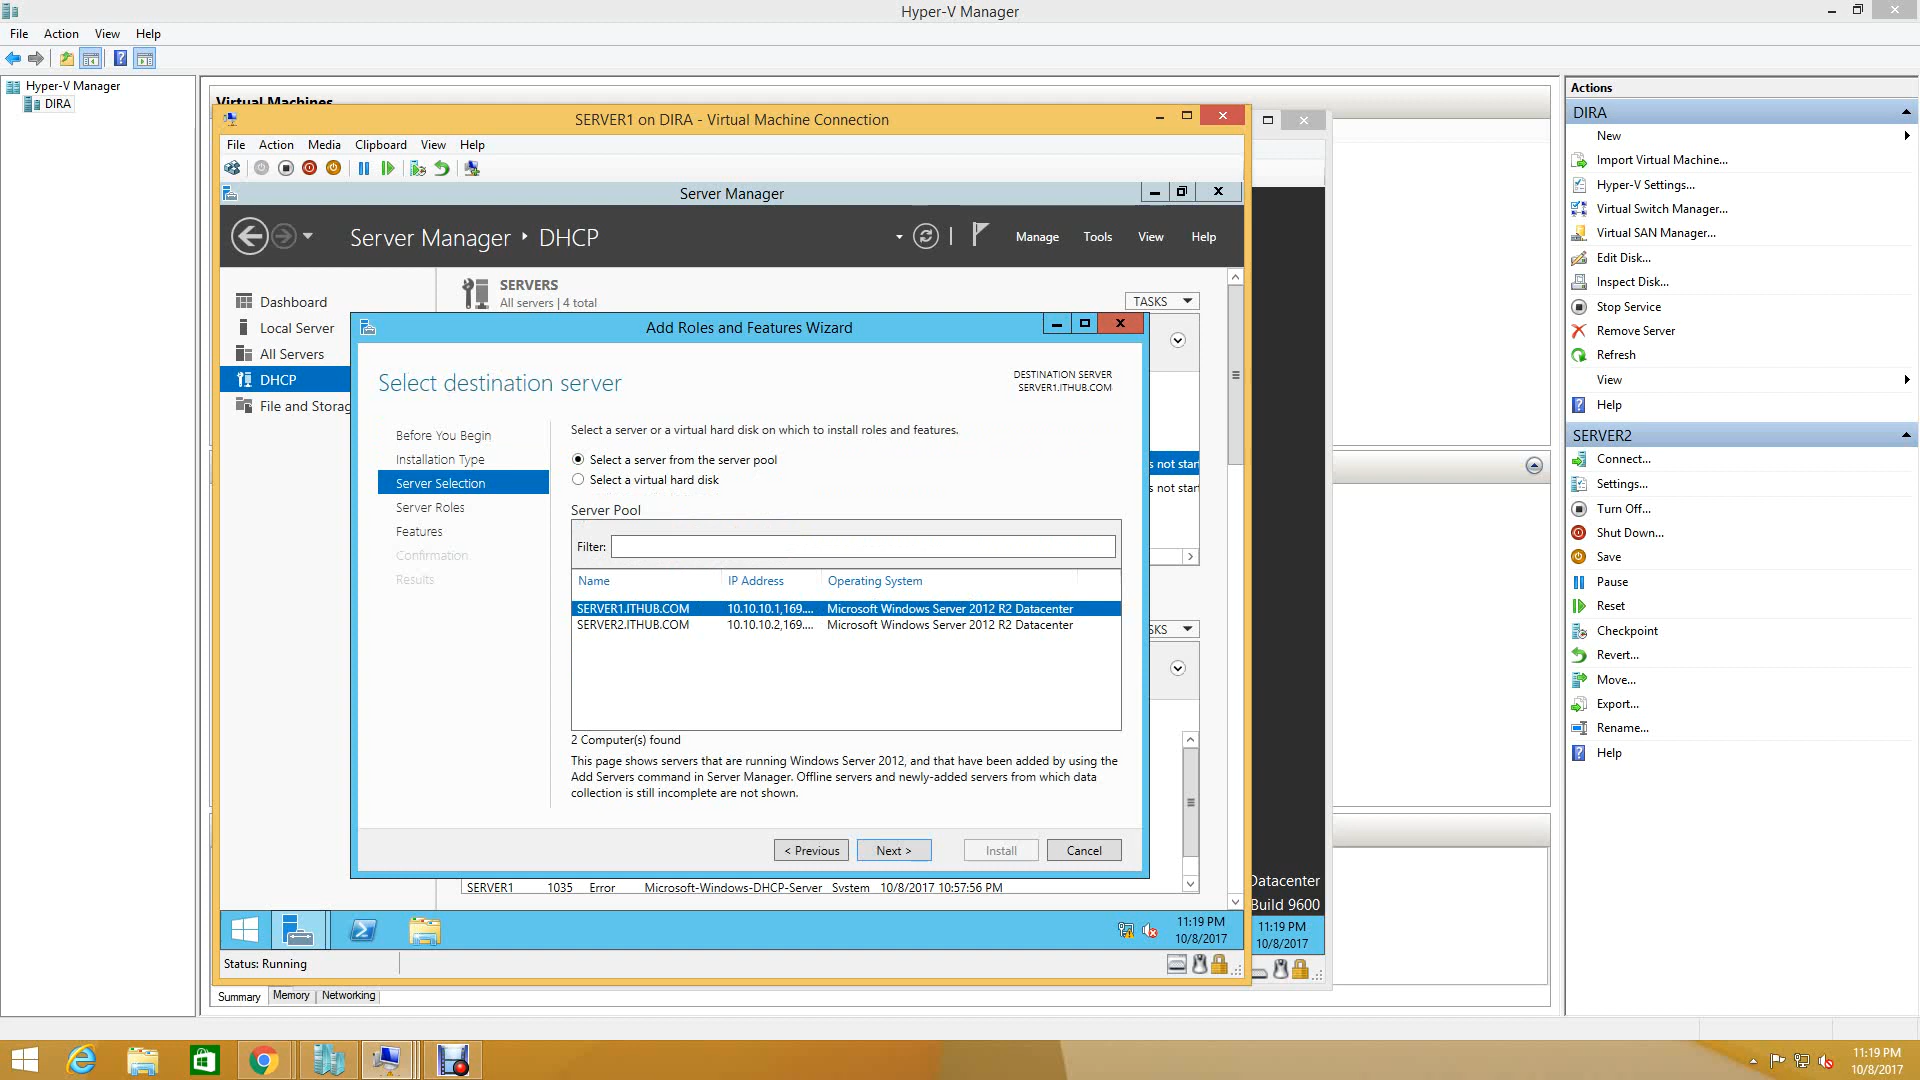 Hyper-V Manager
File Action View Help
Hyper-V Manager
DIRA
Virtual Machines
SERVER1 on DIRA - Virtual Machine Connection
File Action Media Clipboard View Help
Server Manager
Server Manager DHCP
Manage Tools View Help
Dashboard
Local Server
All Servers
DHCP
File and Storag
SERVERS
All servers | 4 total
TASKS
Add Roles and Features Wizard
Select destination server
DESTINATION SERVER
SERVER1.ITHUB.COM
Before You Begin
Installation Type
Server Selection
Server Roles
Features
Confirmation
Results
Select a server or a virtual hard disk on which to install roles and features.
Select a server from the server pool
Select a virtual hard disk
Server Pool
Filter:
Name IP Address Operating System
SERVER1.ITHUB.COM 10.10.10.1,169.... Microsoft Windows Server 2012 R2 Datacenter
SERVER2.ITHUB.COM 10.10.10.2,169.... Microsoft Windows Server 2012 R2 Datacenter
2 Computer(s) found
This page shows servers that are running Windows Server 2012, and that have been added by using the
Add Servers command in Server Manager. Offline servers and newly-added servers from which data
collection is still incomplete are not shown.
< Previous Next > Install Cancel
s not star
s not star
SKS
SERVER1 1035 Error Microsoft-Windows-DHCP-Server System 10/8/2017 10:57:56 PM
11:19 PM
10/8/2017
Status: Running
Datacenter
Build 9600
11:19 PM
10/8/2017
Summary Memory Networking
Actions
DIRA
New
Import Virtual Machine...
Hyper-V Settings...
Virtual Switch Manager...
Virtual SAN Manager...
Edit Disk...
Inspect Disk...
Stop Service
Remove Server
Refresh
View
Help
SERVER2
Connect...
Settings...
Turn Off...
Shut Down...
Save
Pause
Reset
Checkpoint
Revert...
Move...
Export...
Rename...
Help
11:19 PM
10/8/2017